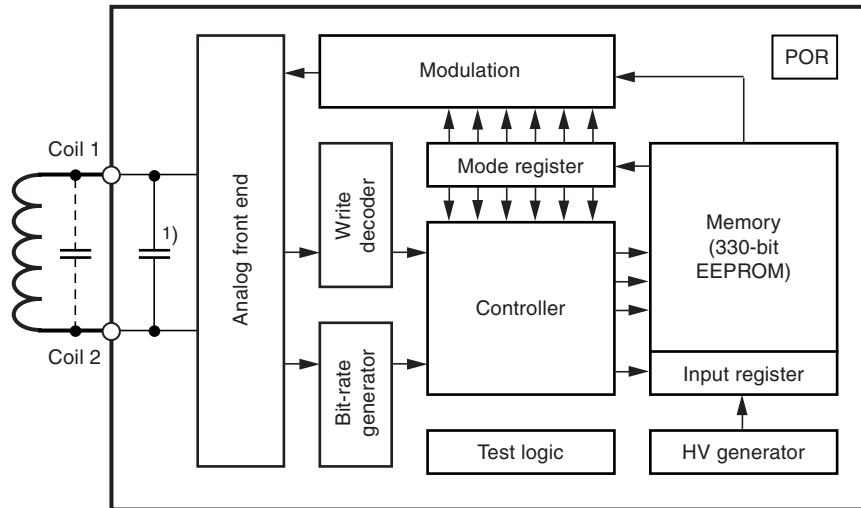 POR
Modulation
Coil 1
Mode register
Write
decoder
Memory
(330-bit
EEPROM)
1)
Analog front end
Controller
Coil 2
Bit-rate
generator
Input register
Test logic
HV generator